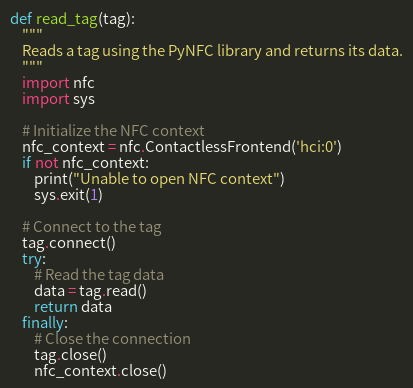 def read_tag(tag):
    """
    Reads a tag using the PyNFC library and returns its data.
    """
    import nfc
    import sys

    # Initialize the NFC context
    nfc_context = nfc.ContactlessFrontend('hci:0')
    if not nfc_context:
        print("Unable to open NFC context")
        sys.exit(1)

    # Connect to the tag
    tag.connect()
    try:
        # Read the tag data
        data = tag.read()
        return data
    finally:
        # Close the connection
        tag.close()
        nfc_context.close()